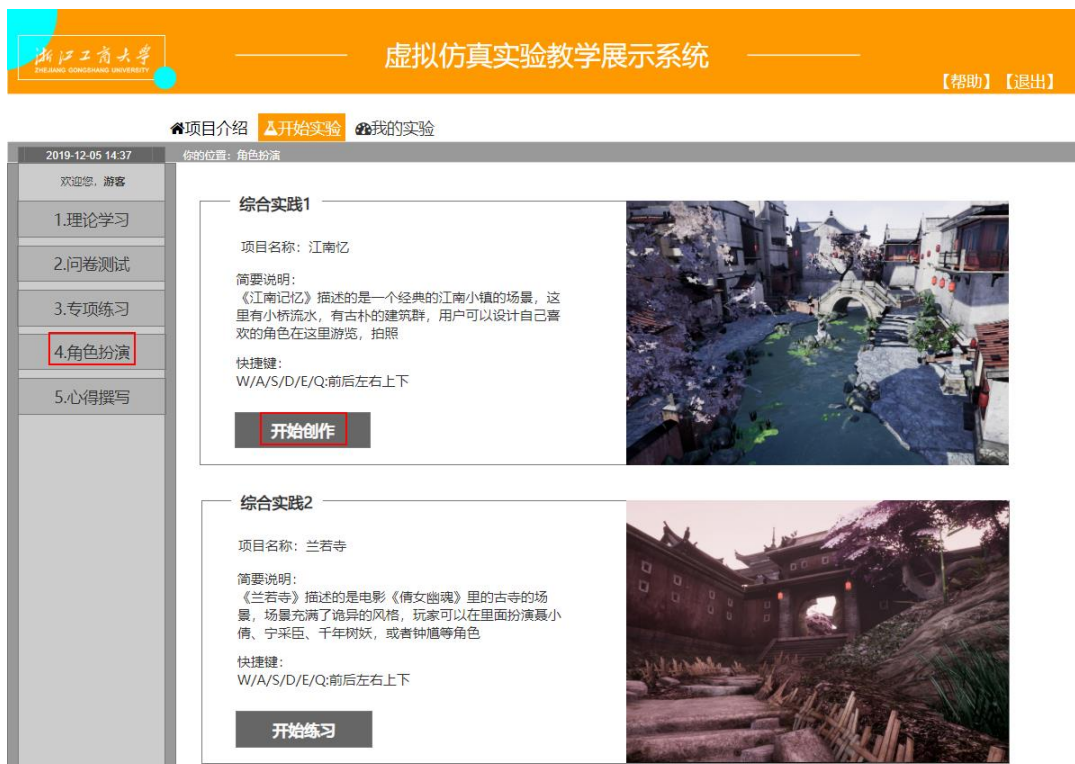 浙江工商大学
ZHEJIANG GONGSHANG UNIVERSITY
虚拟仿真实验教学展示系统
【帮助】【退出】
项目介绍 开始实验 我的实验
2019-12-05 14:37
你的位置：角色扮演
欢迎您，游客
1.理论学习
2.问卷测试
3.专项练习
4.角色扮演
5.心得撰写
综合实践1
项目名称：江南忆
简要说明：
《江南记忆》描述的是一个经典的江南小镇的场景，这
里有小桥流水，有古朴的建筑群，用户可以设计自己喜
欢的角色在这里游览，拍照
快捷键：
W/A/S/D/E/Q:前后左右上下
开始创作
综合实践2
项目名称：兰若寺
简要说明：
《兰若寺》描述的是电影《倩女幽魂》里的古寺的场
景，场景充满了诡异的风格，玩家可以在里面扮演聂小
倩、宁采臣、千年树妖，或者钟馗等角色
快捷键：
W/A/S/D/E/Q:前后左右上下
开始练习